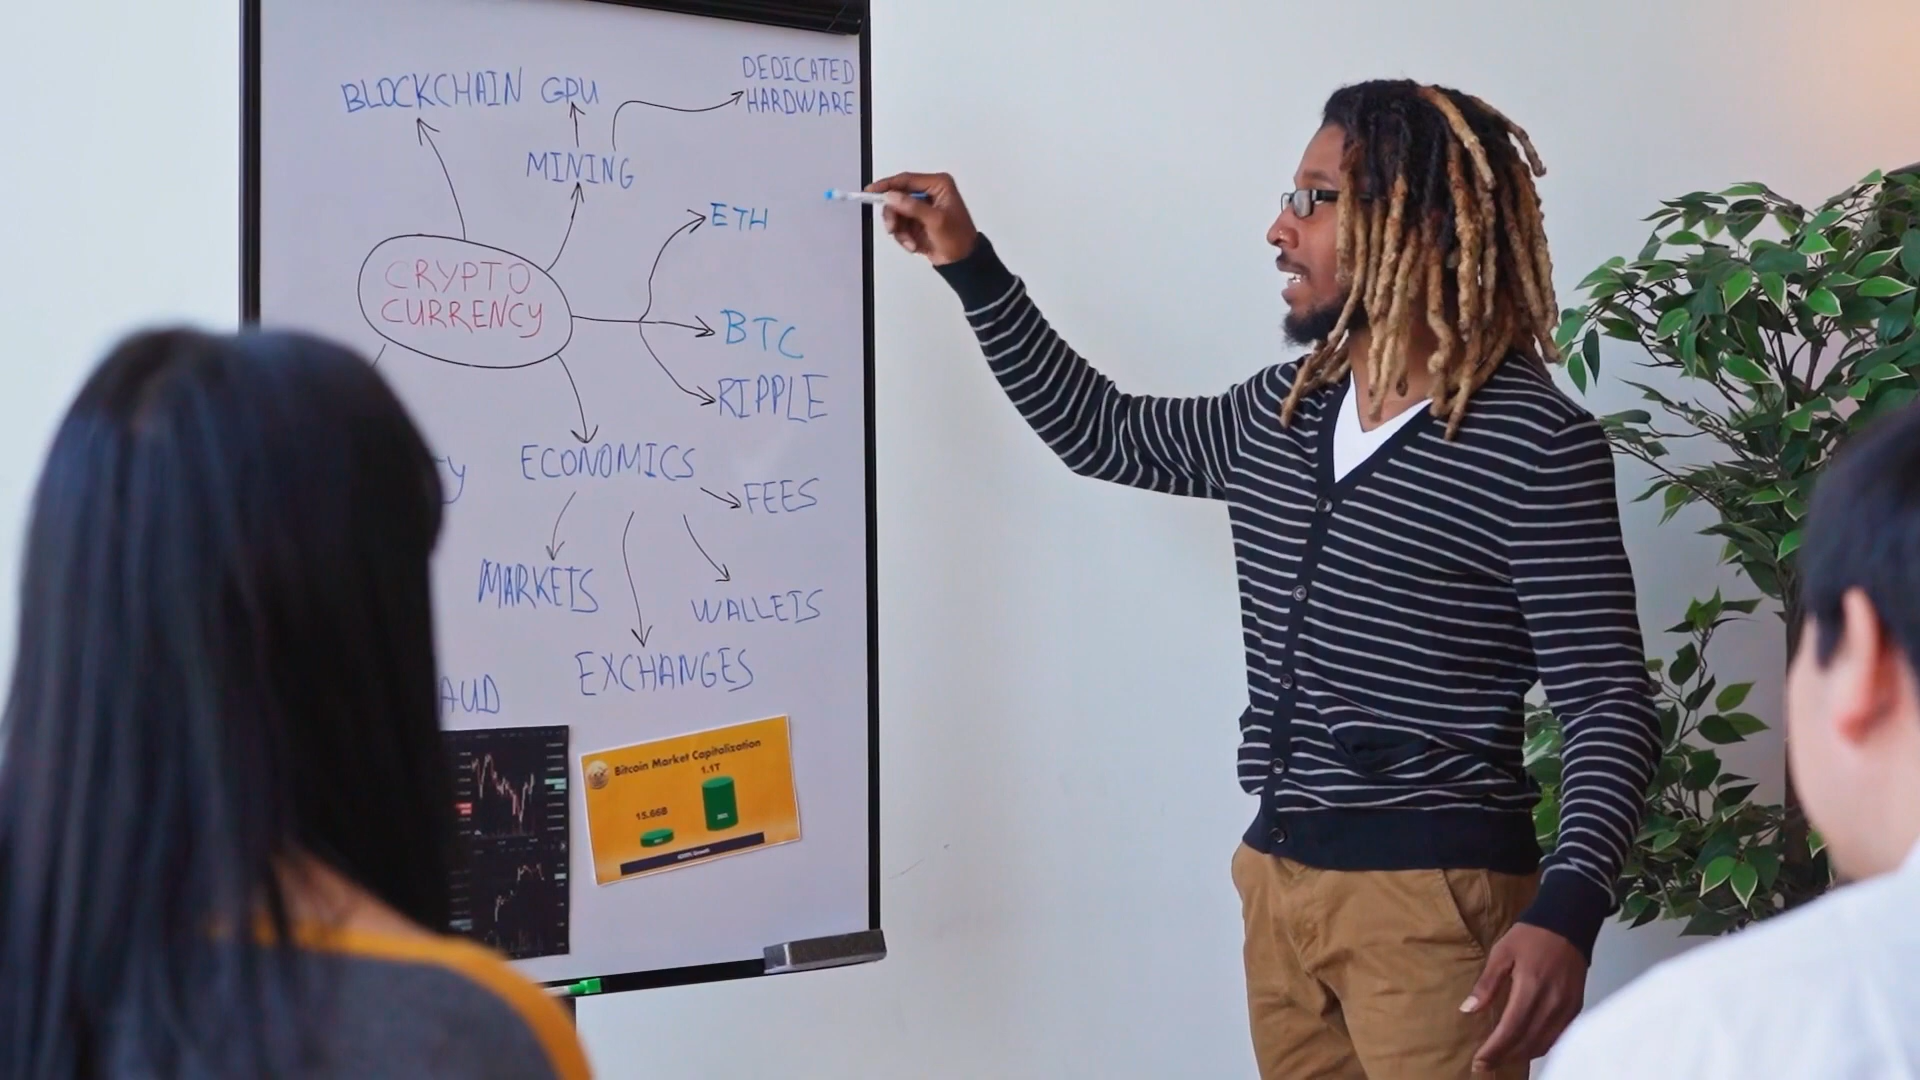 BLOCKCHAIN GPU
DEDICATED
HARDWARE
MINING
ETH
CRYPTO
CURRENCY
BTC
RIPPLE
ECONOMICS
FEES
MARKETS
WALLETS
EXCHANGES
AUD
Bitcoin Market Capitalization
1.1T
15.66B